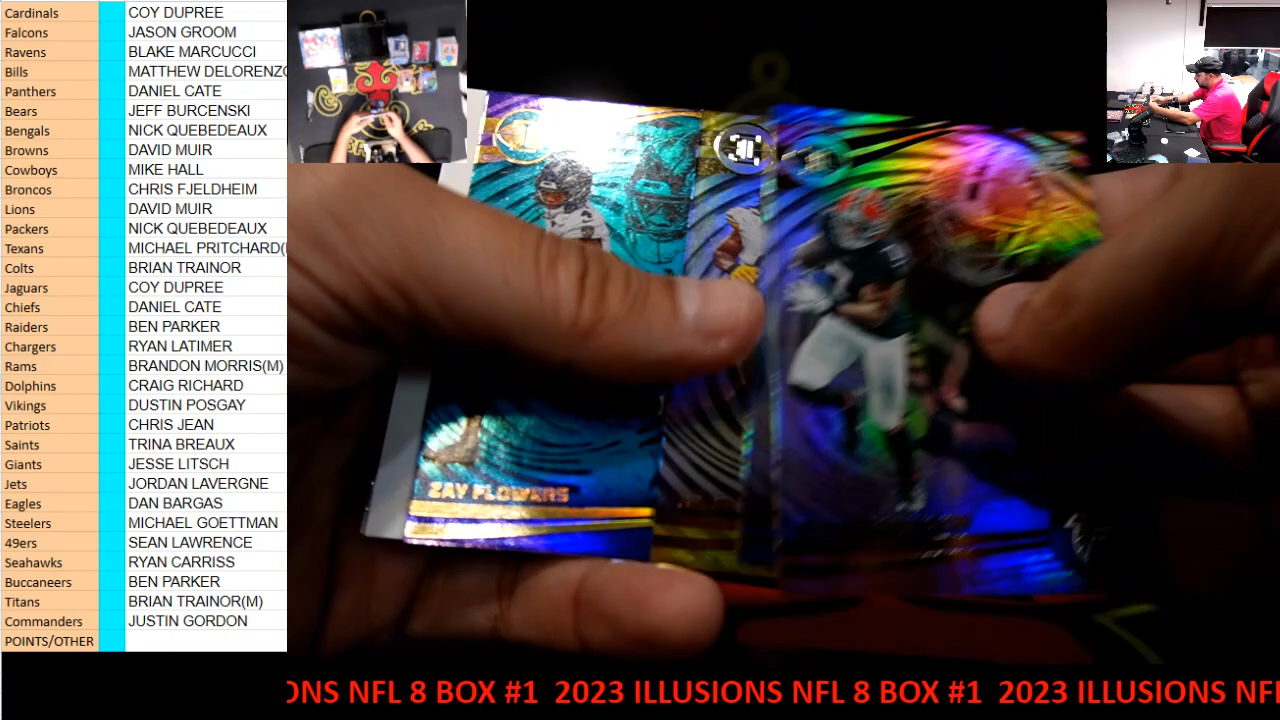 Cardinals COY DUPREE
Falcons JASON GROOM
Ravens BLAKE MARCUCCI
Bills MATTHEW DELORENZO
Panthers DANIEL CATE
Bears JEFF BURCENSKI
Bengals NICK QUEBEDEAUX
Browns DAVID MUIR
Cowboys MIKE HALL
Broncos CHRIS FJELDHEIM
Lions DAVID MUIR
Packers NICK QUEBEDEAUX
Texans MICHAEL PRITCHARD(
Colts BRIAN TRAINOR
Jaguars COY DUPREE
Chiefs DANIEL CATE
Raiders BEN PARKER
Chargers RYAN LATIMER
Rams BRANDON MORRIS(M)
Dolphins CRAIG RICHARD
Vikings DUSTIN POSGAY
Patriots CHRIS JEAN
Saints TRINA BREAUX
Giants JESSE LITSCH
Jets JORDAN LAVERGNE
Eagles DAN BARGAS
Steelers MICHAEL GOETTMAN
49ers SEAN LAWRENCE
Seahawks RYAN CARRISS
Buccaneers BEN PARKER
Titans BRIAN TRAINOR(M)
Commanders JUSTIN GORDON
POINTS/OTHER
ZAY FLOWERS
ONS NFL 8 BOX #1 2023 ILLUSIONS NFL 8 BOX #1 2023 ILLUSIONS NF